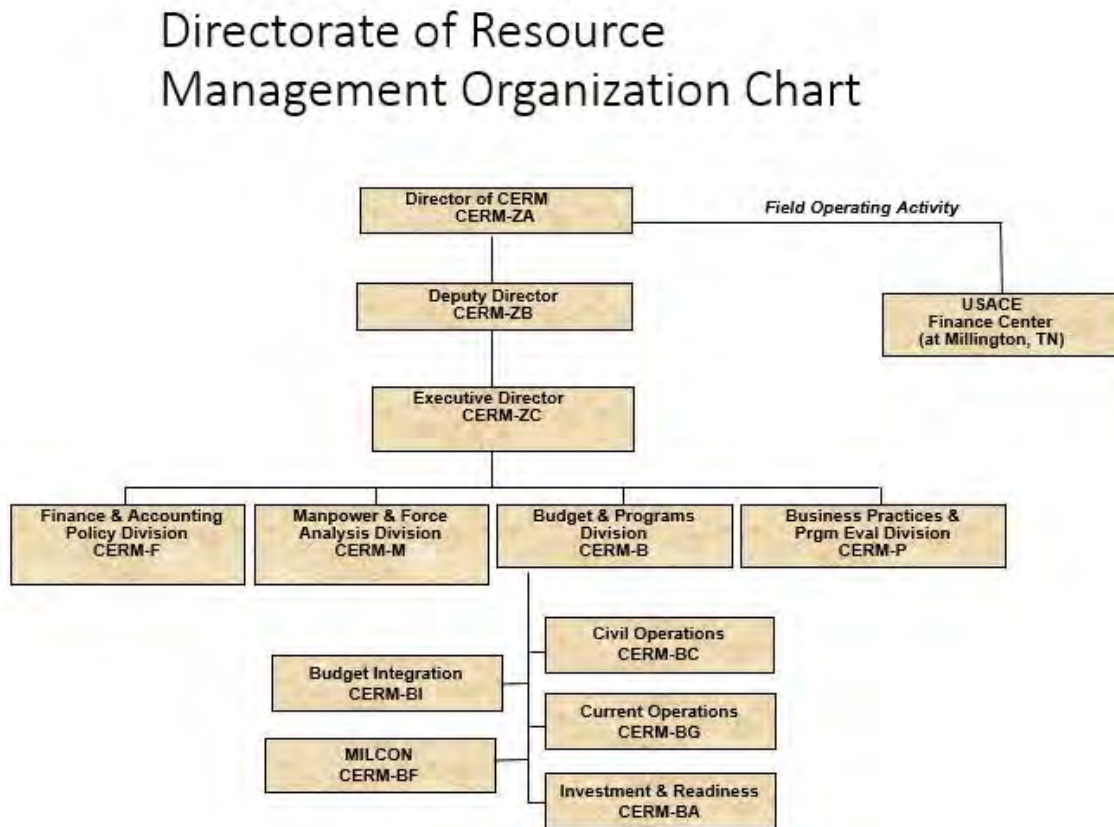 Directorate of Resource
Management Organization Chart
Director of CERM
CERM-ZA
Field Operating Activity
Deputy Director
CERM-ZB
USACE
Finance Center
(at Millington, TN)
Executive Director
CERM-ZC
Finance & Accounting
Policy Division
CERM-F
Manpower & Force
Analysis Division
CERM-M
Budget & Programs
Division
CERM-B
Business Practices &
Prgm Eval Division
CERM-P
Civil Operations
CERM-BC
Budget Integration
CERM-BI
Current Operations
CERM-BG
MILCON
CERM-BF
Investment & Readiness
CERM-BA